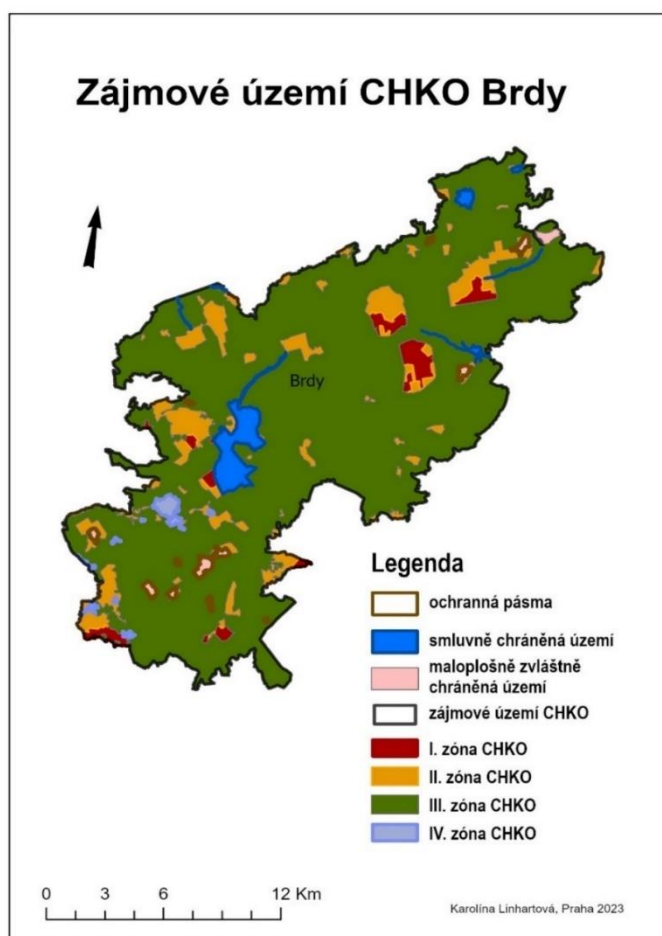 Zájmové území CHKO Brdy
Brdy
Legenda
ochranná pásma
smluvně chráněná území
maloplošně zvláštně
chráněná území
zájmové území CHKO
I. zóna CHKO
II. zóna CHKO
III. zóna CHKO
IV. zóna CHKO
0 3 6 12 Km
Karolína Linhartová, Praha 2023